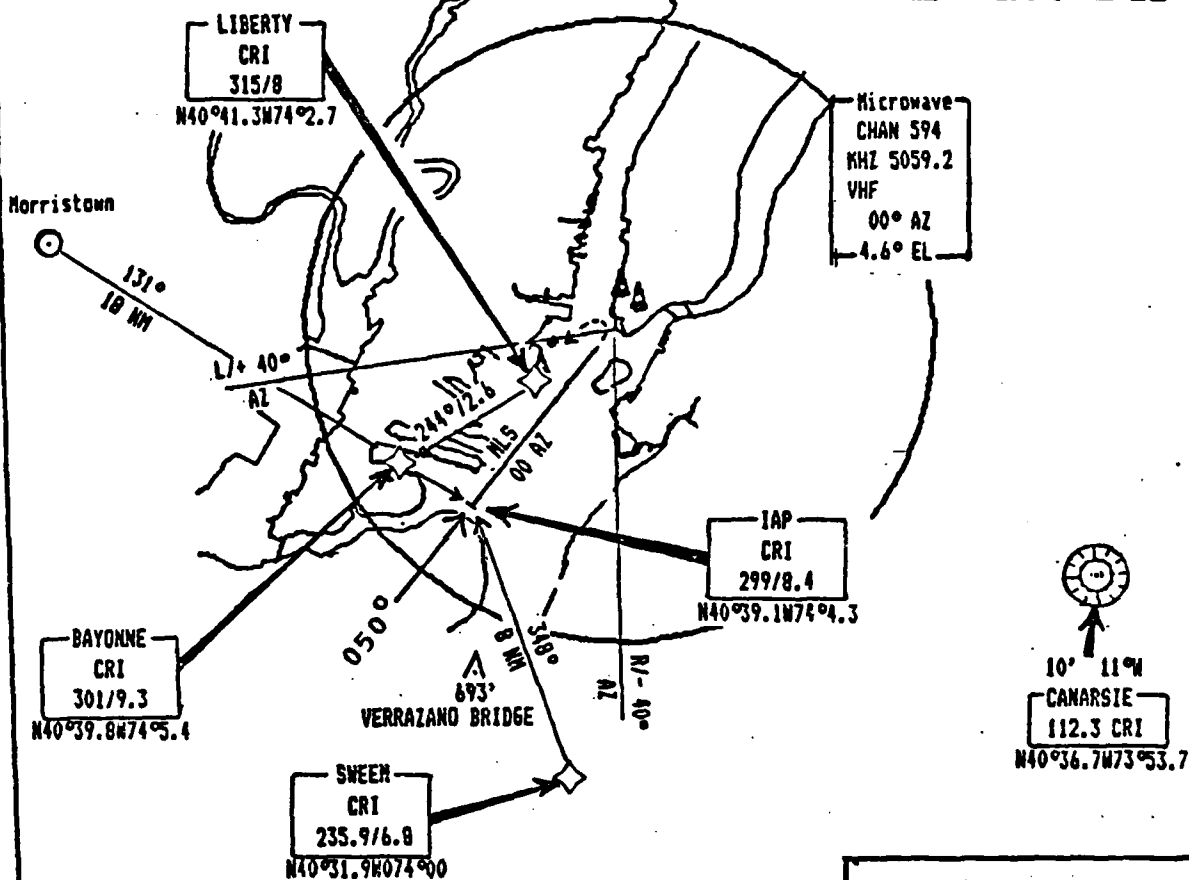 LIBERTY
CRI
315/8
N40°41.3W74°2.7
Microwave
CHAN 594
KHZ 5059.2
VHF
00° AZ
4.6° EL
Morristown
131°
18 NM
L/+ 40°
AZ
244°/2.6
MLS
00 AZ
IAP
CRI
299/8.4
N40°39.1W74°4.3
BAYONNE
CRI
301/9.3
N40°39.8W74°5.4
050°
348°
8 NM
R/- 40°
AZ
693'
VERRAZANO BRIDGE
10' 11°W
CANARSIE
112.3 CRI
N40°36.7W73°53.7
SWEEM
CRI
235.9/6.8
N40°31.9W074°00